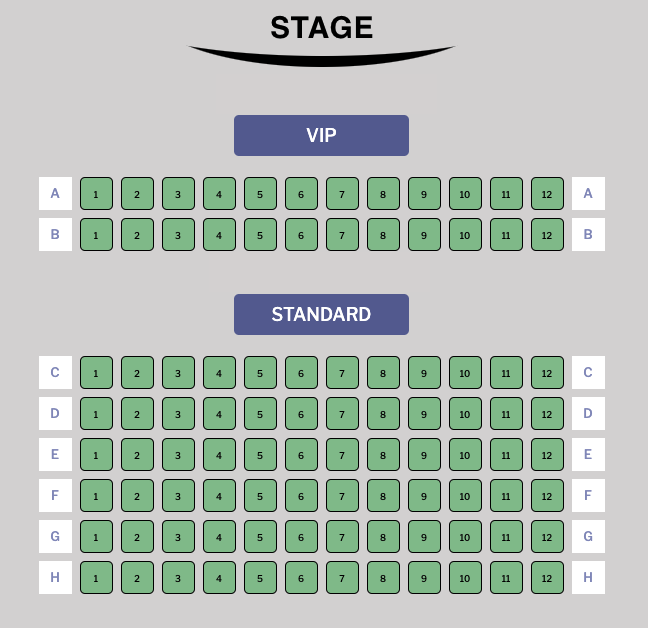 STAGE
VIP
A 1 2 3 4 5 6 7 8 9 10 11 12 A
B 1 2 3 4 5 6 7 8 9 10 11 12 B
STANDARD
C 1 2 3 4 5 6 7 8 9 10 11 12 C
D 1 2 3 4 5 6 7 8 9 10 11 12 D
E 1 2 3 4 5 6 7 8 9 10 11 12 E
F 1 2 3 4 5 6 7 8 9 10 11 12 F
G 1 2 3 4 5 6 7 8 9 10 11 12 G
H 1 2 3 4 5 6 7 8 9 10 11 12 H